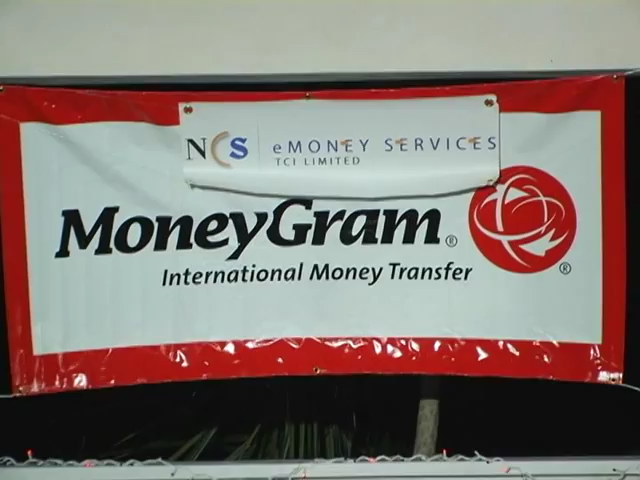 NCS eMONEY SERVICES
TCI LIMITED
MoneyGram®
International Money Transfer
®